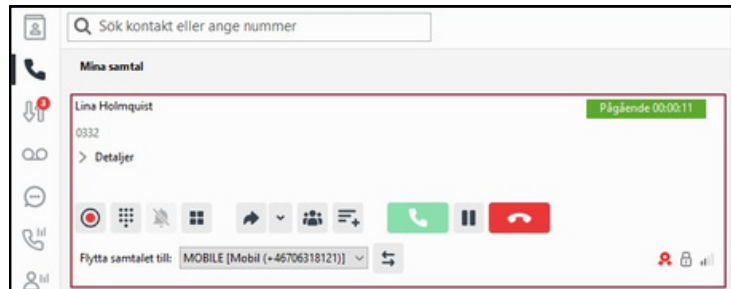 Sök kontakt eller ange nummer
Mina samtal
3
Lina Holmquist
Pågående 00:00:11
0332
Detaljer
Flytta samtalet till: MOBILE [Mobil (+46706318121)]